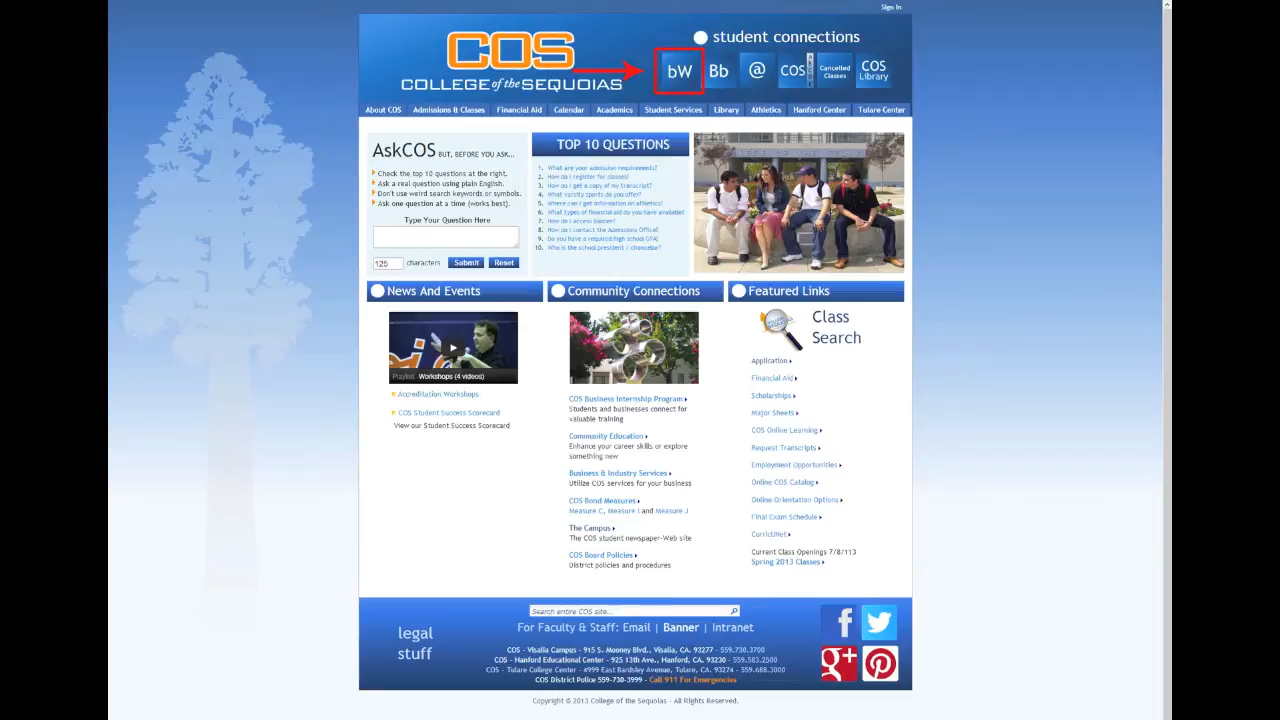 Sign In
COS
COLLEGE of the SEQUOIAS
student connections
bW
Bb
@
COS
Cancelled
Classes
COS
Library
About COS
Admissions & Classes
Financial Aid
Calendar
Academics
Student Services
Library
Athletics
Hanford Center
Tulare Center
AskCOS BUT, BEFORE YOU ASK...
Check the top 10 questions at the right.
Ask a real question using plain English.
Don't use weird search keywords or symbols.
Ask one question at a time (works best).
Type Your Question Here
125 characters Submit Reset
TOP 10 QUESTIONS
1. What are your admission requirements?
2. How do I register for classes?
3. How do I get a copy of my transcript?
4. What varsity sports do you offer?
5. Where can I get information on athletics?
6. What types of financial aid do you have available?
7. How do I access Banner?
8. How do I contact the Admissions Office?
9. Do you have a required high school GPA?
10. Who is the school president / chancellor?
News And Events
Playlist Workshops (4 videos)
Accreditation Workshops
COS Student Success Scorecard
View our Student Success Scorecard
Community Connections
COS Business Internship Program
Students and businesses connect for
valuable training
Community Education
Enhance your career skills or explore
something new
Business & Industry Services
Utilize COS services for your business
COS Bond Measures
Measure C, Measure I and Measure J
The Campus
The COS student newspaper-Web site
COS Board Policies
District policies and procedures
Featured Links
Class
Search
Application
Financial Aid
Scholarships
Major Sheets
COS Online Learning
Request Transcripts
Employment Opportunities
Online COS Catalog
Online Orientation Options
Final Exam Schedule
CurricUNet
Current Class Openings 7/8/113
Spring 2013 Classes
legal
stuff
Search entire COS site...
For Faculty & Staff: Email | Banner | Intranet
COS - Visalia Campus - 915 S. Mooney Blvd., Visalia, CA. 93277 - 559.730.3700
COS - Hanford Educational Center - 925 13th Ave., Hanford, CA. 93230 - 559.583.2500
COS - Tulare College Center - 4999 East Bardsley Avenue, Tulare, CA. 93274 - 559.688.3000
COS District Police 559-730-3999 - Call 911 For Emergencies
Copyright © 2013 College of the Sequoias - All Rights Reserved.